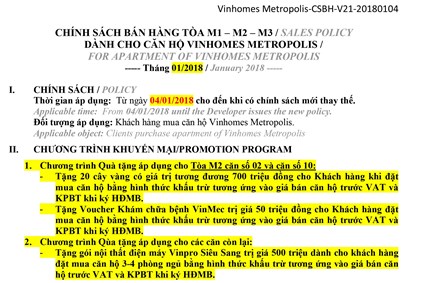 Vinhomes Metropolis-CSBH-V21-20180104
CHÍNH SÁCH BÁN HÀNG TÒA M1 – M2 – M3 / SALES POLICY
DÀNH CHO CĂN HỘ VINHOMES METROPOLIS /
FOR APARTMENT OF VINHOMES METROPOLIS
----- Tháng 01/2018 / January 2018 -----
I. CHÍNH SÁCH / POLICY
Thời gian áp dụng: Từ ngày 04/01/2018 cho đến khi có chính sách mới thay thế.
Applicable time: From 04/01/2018 until the Developer issues the new policy.
Đối tượng áp dụng: Khách hàng mua căn hộ Vinhomes Metropolis.
Applicable object: Clients purchase apartment of Vinhomes Metropolis
II. CHƯƠNG TRÌNH KHUYẾN MẠI/PROMOTION PROGRAM
1. Chương trình Quà tặng áp dụng cho Tòa M2 căn số 02 và căn số 10:
- Tặng 20 cây vàng có giá trị tương đương 700 triệu đồng cho Khách hàng khi đặt
mua căn hộ bằng hình thức khấu trừ tương ứng vào giá bán căn hộ trước VAT và
KPBT khi ký HĐMB.
- Tặng Voucher Khám chữa bệnh VinMec trị giá 50 triệu đồng cho Khách hàng đặt
mua căn hộ bằng hình thức khấu trừ tương ứng vào giá bán căn hộ trước VAT và
KPBT khi ký HĐMB.
2. Chương trình Qùa tặng áp dụng cho các căn còn lại:
- Tặng gói nội thất điện máy Vinpro Siêu Sang trị giá 500 triệu dành cho khách hàng
đặt mua căn hộ 3-4 phòng ngủ bằng hình thức khấu trừ tương ứng vào giá bán căn
hộ trước VAT và KPBT khi ký HĐMB.